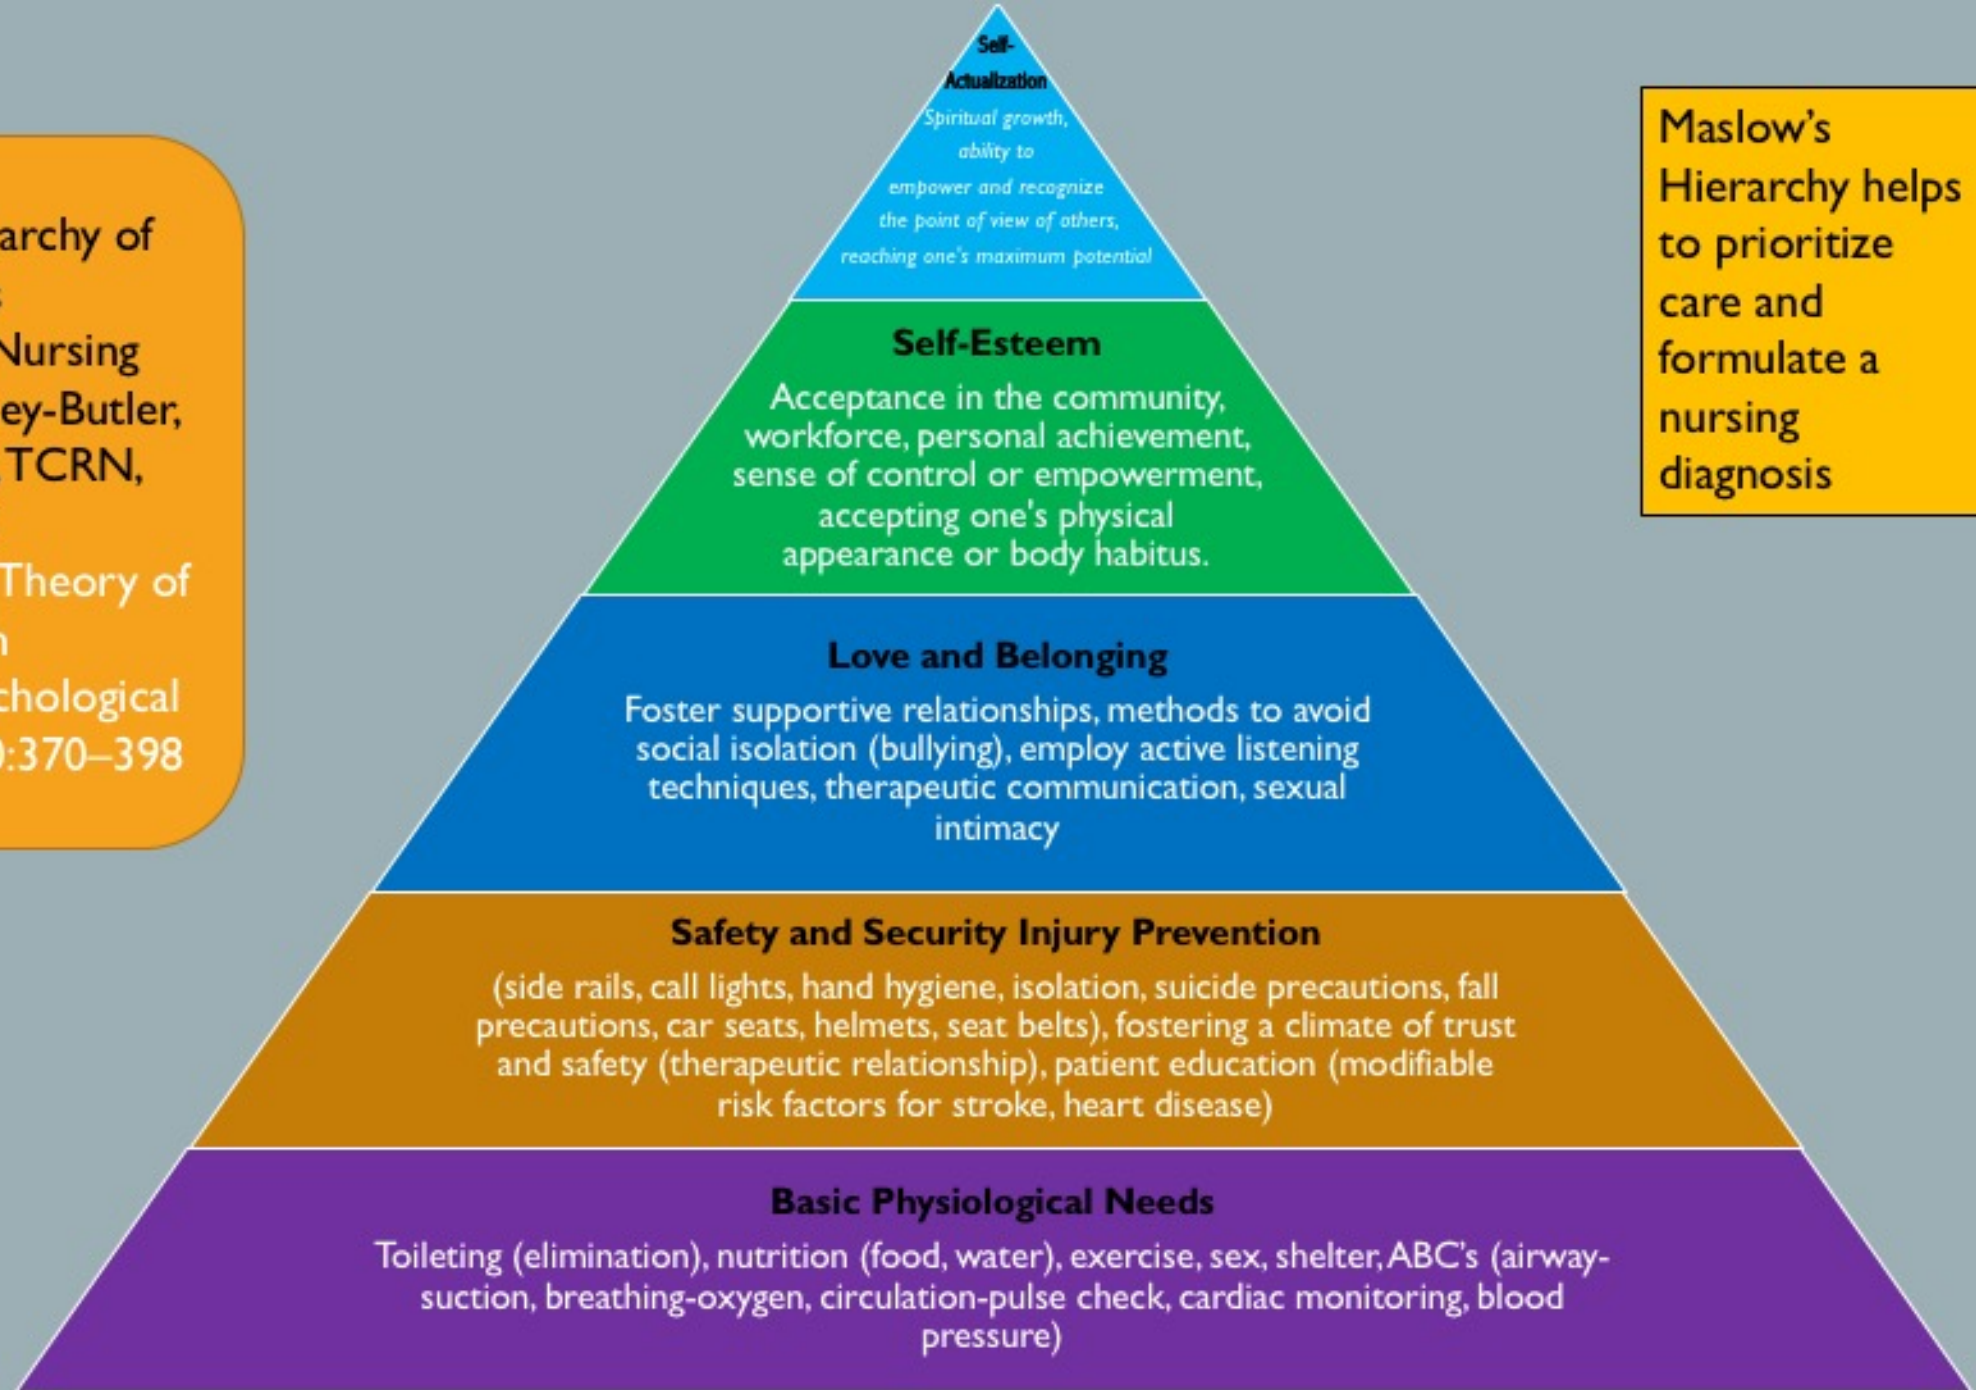 archy of
Nursing
ey-Butler,
TCRN,
Theory of
chological
):370–398
Self-
Actualization
Spiritual growth,
ability to
empower and recognize
the point of view of others,
reaching one's maximum potential
Self-Esteem
Acceptance in the community,
workforce, personal achievement,
sense of control or empowerment,
accepting one's physical
appearance or body habitus.
Love and Belonging
Foster supportive relationships, methods to avoid
social isolation (bullying), employ active listening
techniques, therapeutic communication, sexual
intimacy
Safety and Security Injury Prevention
(side rails, call lights, hand hygiene, isolation, suicide precautions, fall
precautions, car seats, helmets, seat belts), fostering a climate of trust
and safety (therapeutic relationship), patient education (modifiable
risk factors for stroke, heart disease)
Basic Physiological Needs
Toileting (elimination), nutrition (food, water), exercise, sex, shelter, ABC's (airway-
suction, breathing-oxygen, circulation-pulse check, cardiac monitoring, blood
pressure)
Maslow's
Hierarchy helps
to prioritize
care and
formulate a
nursing
diagnosis